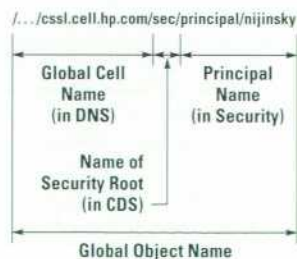 /.../cssl.cell.hp.com/sec/principal/nijinsky
Global Cell
Name
(in DNS)
Principal
Name
(in Security)
Name of
Security Root
(in CDS)
Global Object Name